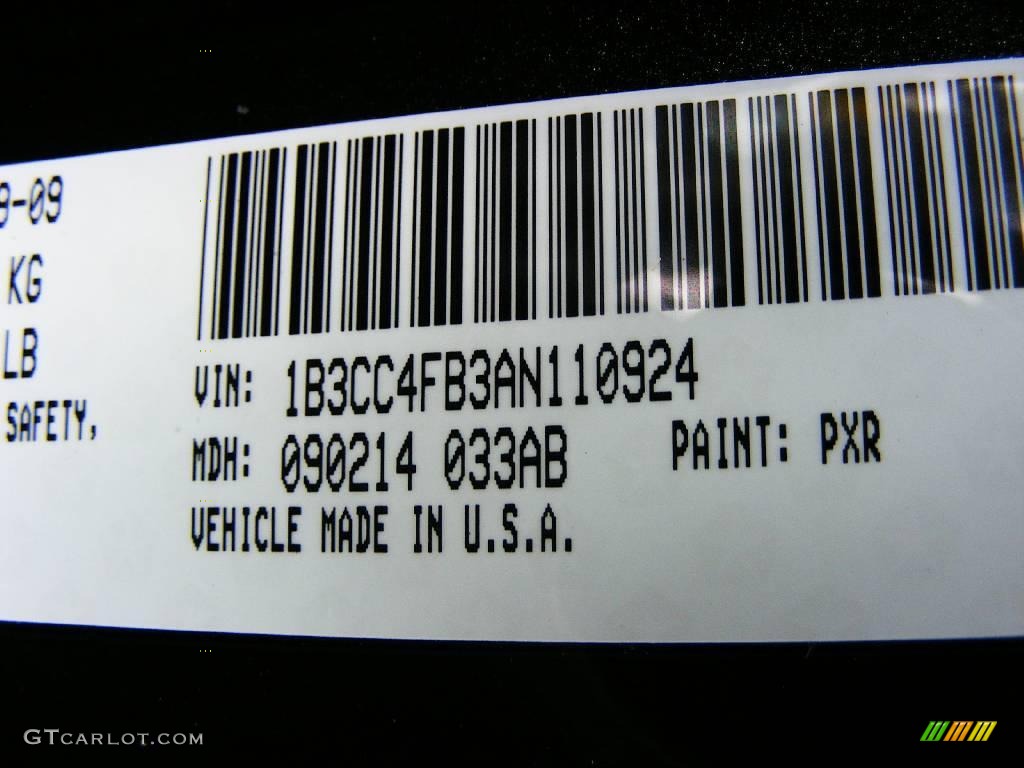 9-09
KG
LB
SAFETY,
VIN: 1B3CC4FB3AN110924
MDH: 090214 033AB PAINT: PXR
VEHICLE MADE IN U.S.A.
GTCARLOT.COM